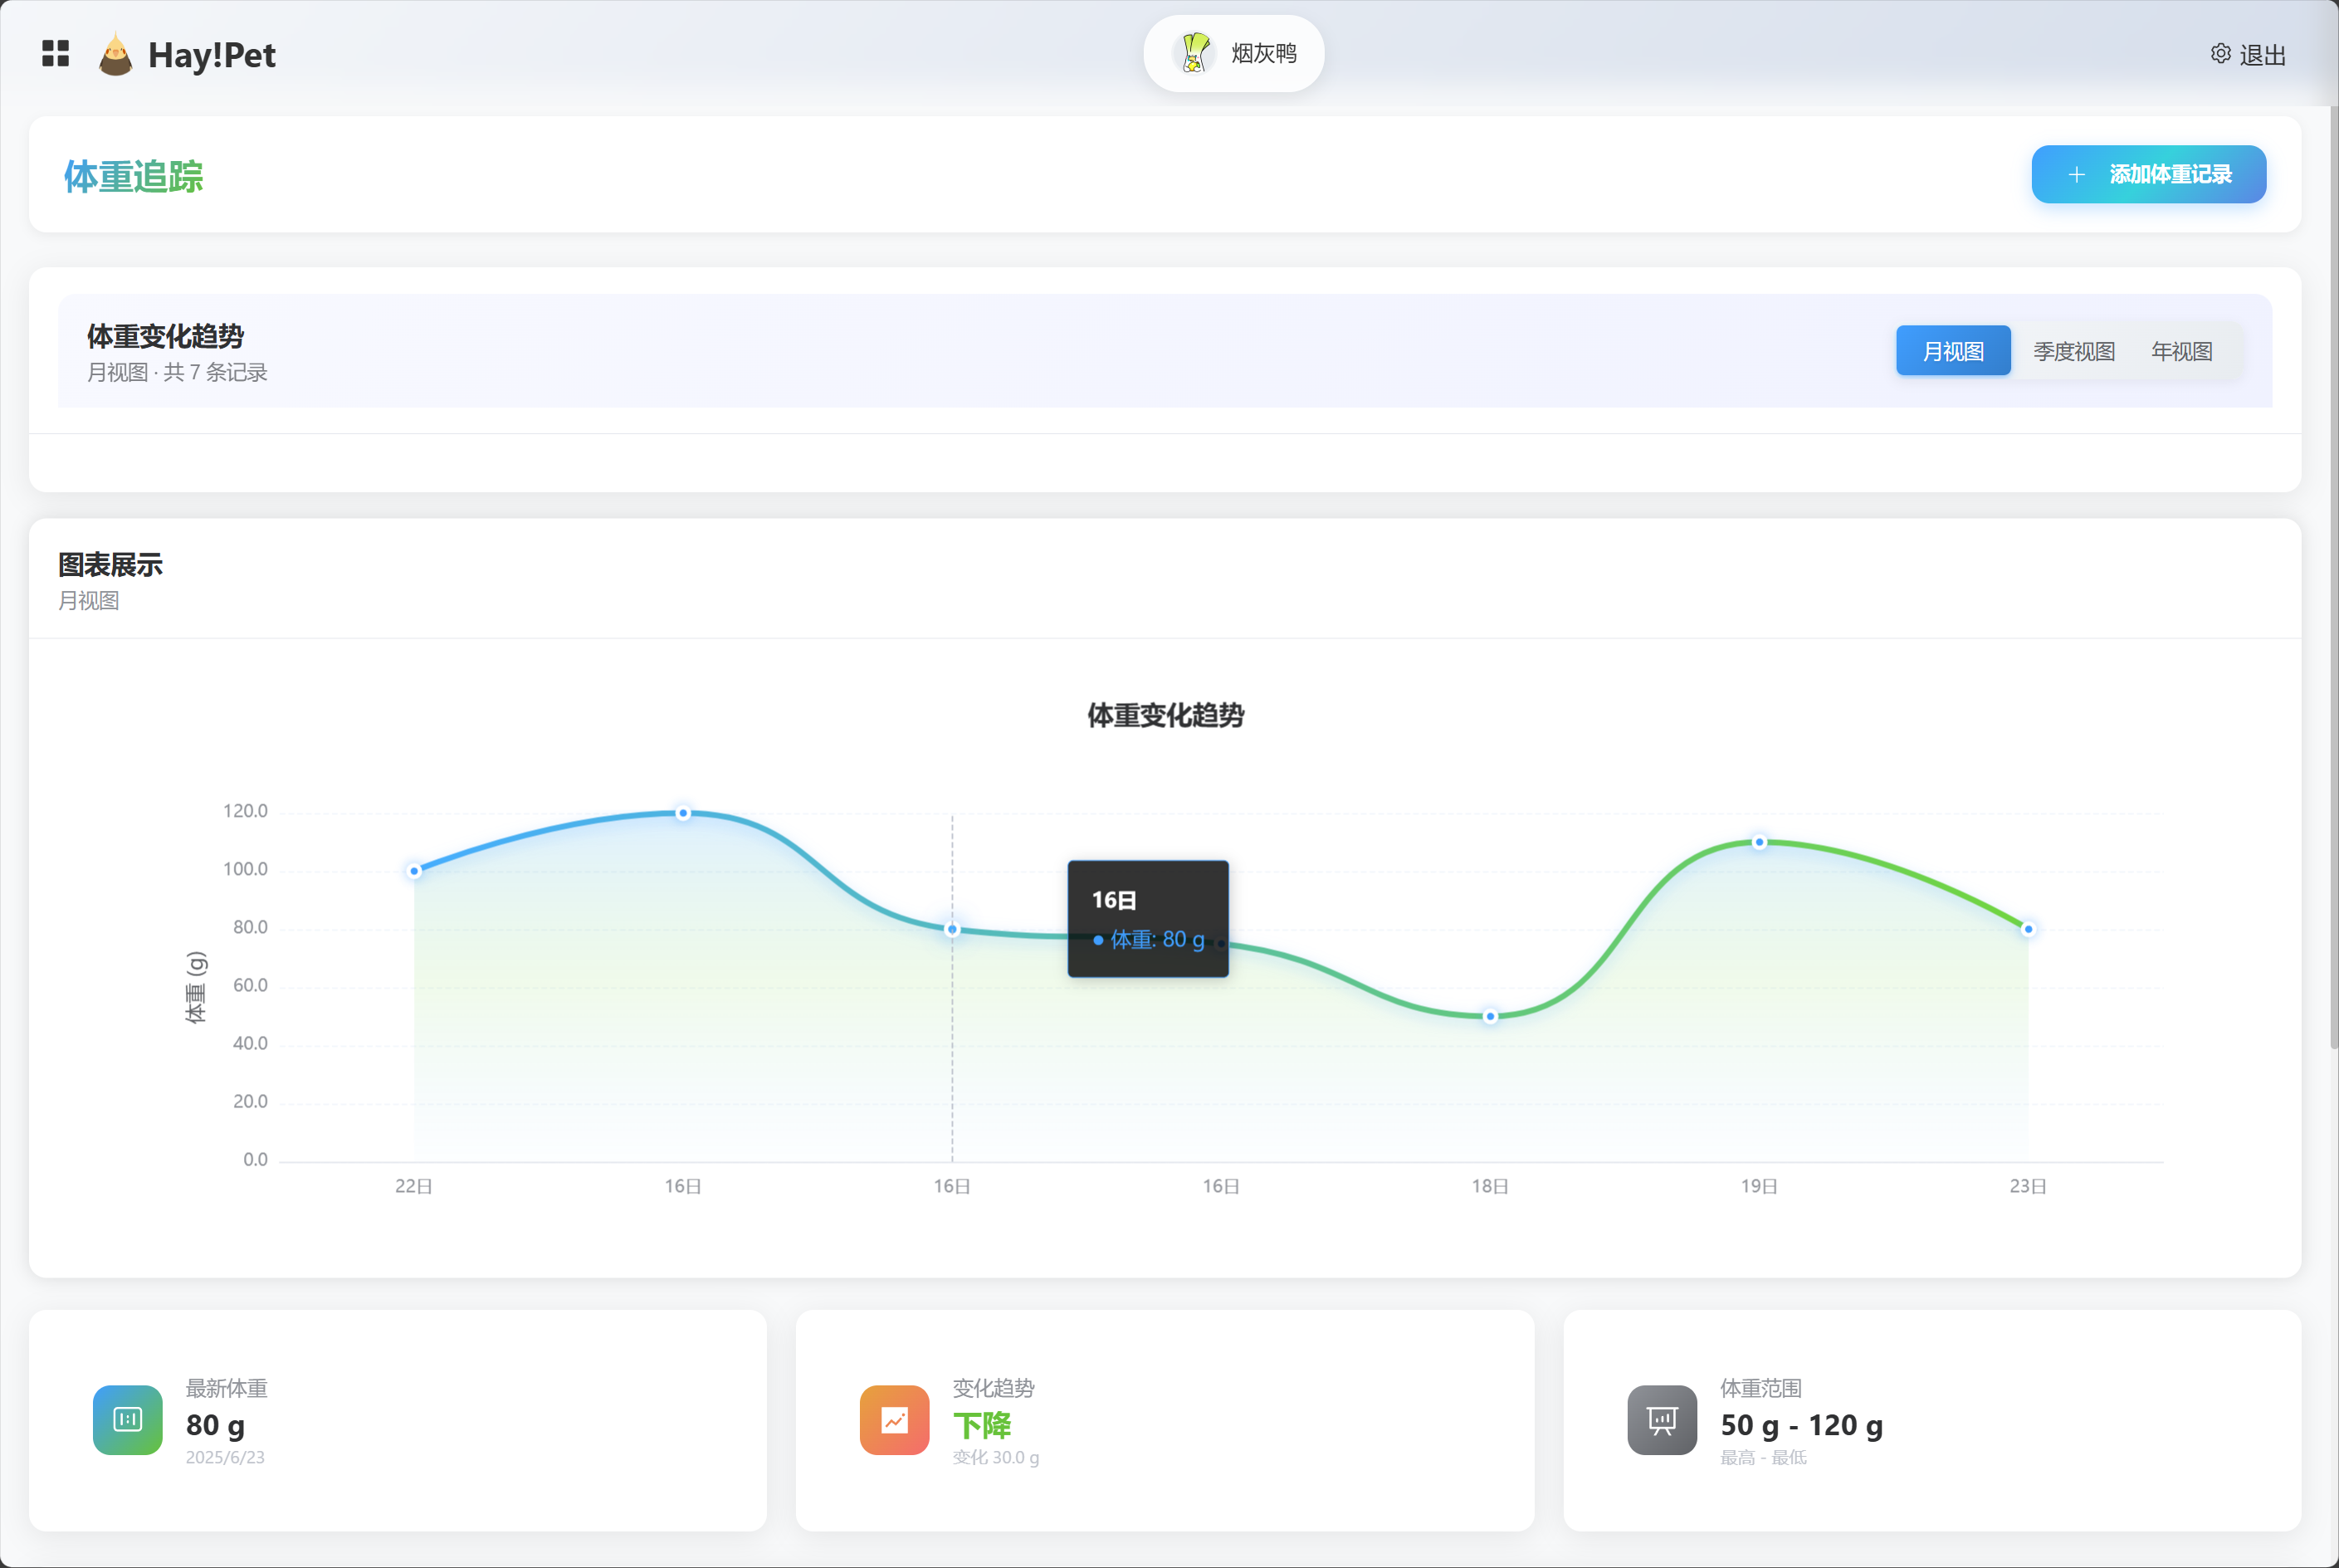 Hay!Pet
烟灰鸭
退出
体重追踪
添加体重记录
体重变化趋势
月视图 · 共 7 条记录
月视图
季度视图
年视图
图表展示
月视图
体重变化趋势
120.0
100.0
80.0
60.0
40.0
20.0
0.0
体重 (g)
16日
体重: 80 g
22日
16日
16日
16日
18日
19日
23日
最新体重
80 g
2025/6/23
变化趋势
下降
变化 30.0 g
体重范围
50 g - 120 g
最高 - 最低